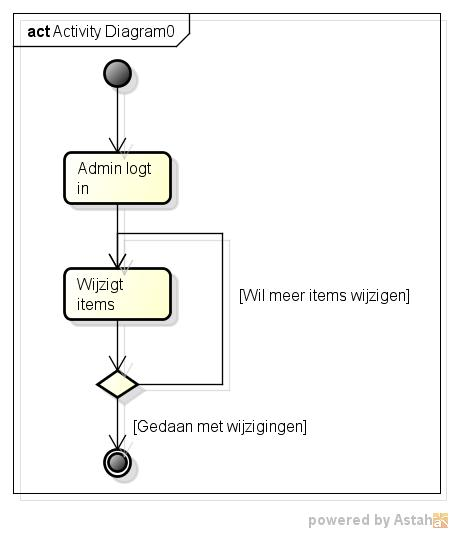 act Activity Diagram0
Admin logt
in
Wijzigt
items
[Wil meer items wijzigen]
[Gedaan met wijzigingen]
powered by Astah